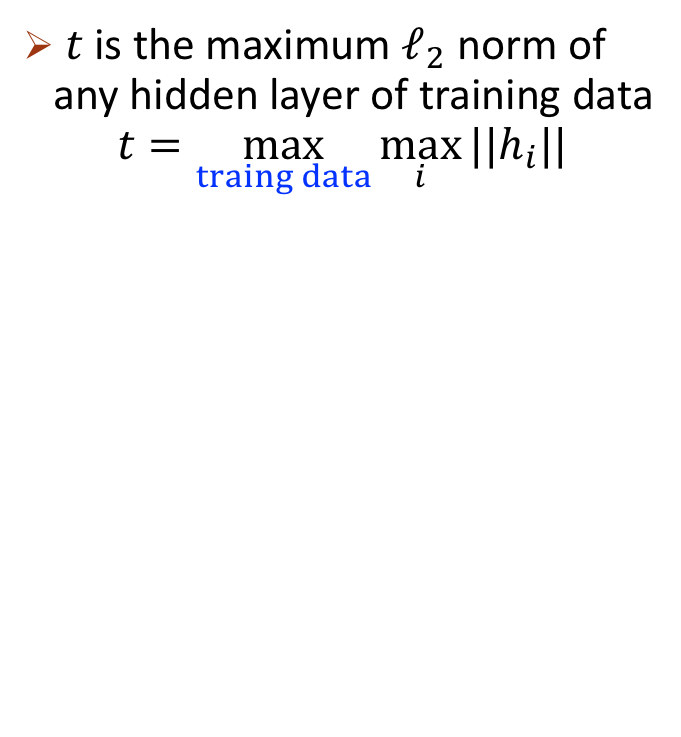 ➢ t is the maximum ℓ₂ norm of
any hidden layer of training data
t = max max ||hᵢ||
traing data i